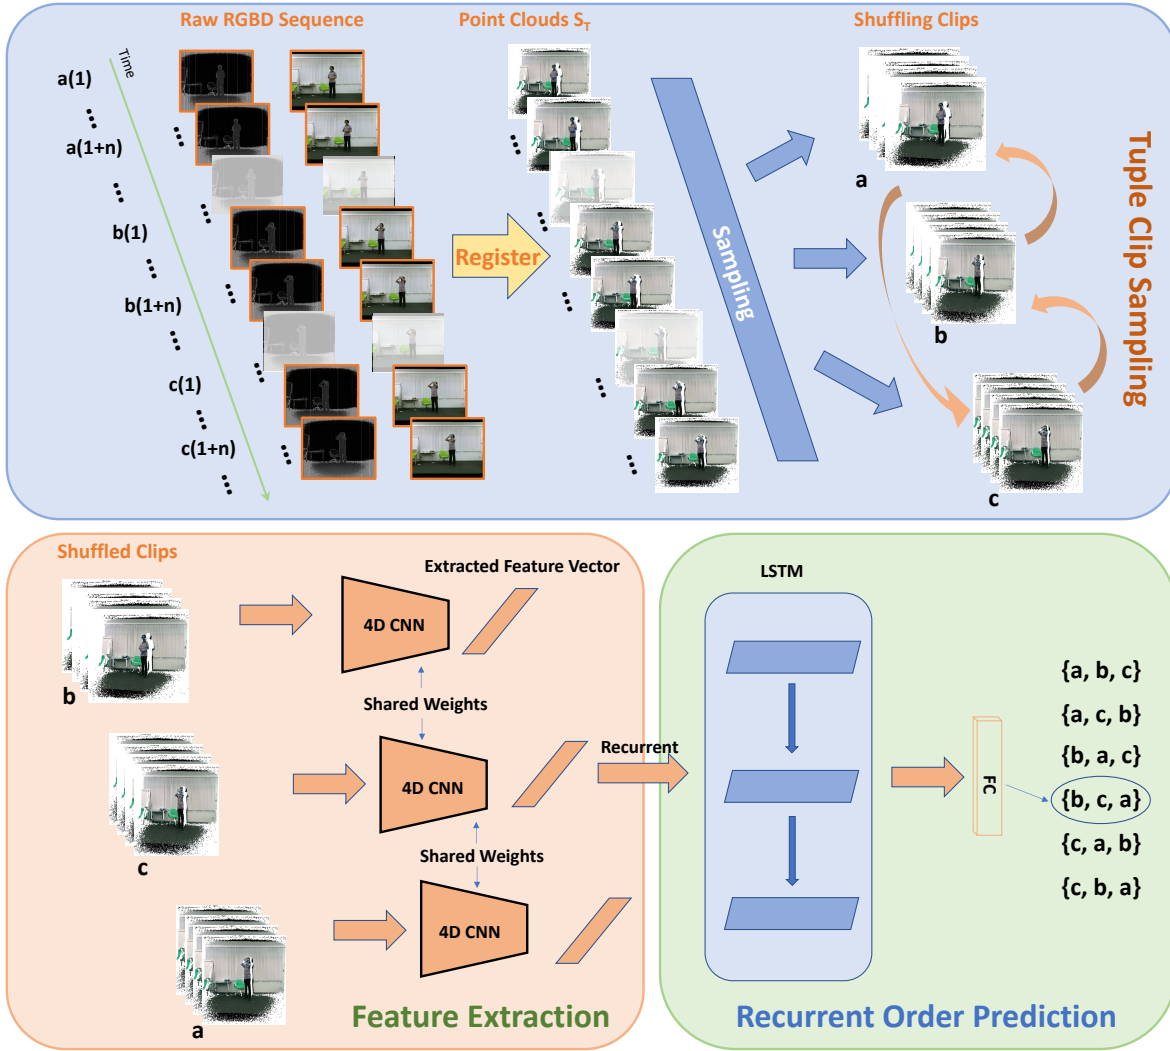 Raw RGBD Sequence
Point Clouds S_T
Shuffling Clips
Time
a(1)
...
a(1+n)
...
b(1)
...
b(1+n)
...
c(1)
...
c(1+n)
...
Register
Sampling
a
b
c
Tuple Clip Sampling
Shuffled Clips
b
c
a
Extracted Feature Vector
4D CNN
Shared Weights
4D CNN
Shared Weights
4D CNN
Feature Extraction
Recurrent
LSTM
FC
{a, b, c}
{a, c, b}
{b, a, c}
{b, c, a}
{c, a, b}
{c, b, a}
Recurrent Order Prediction